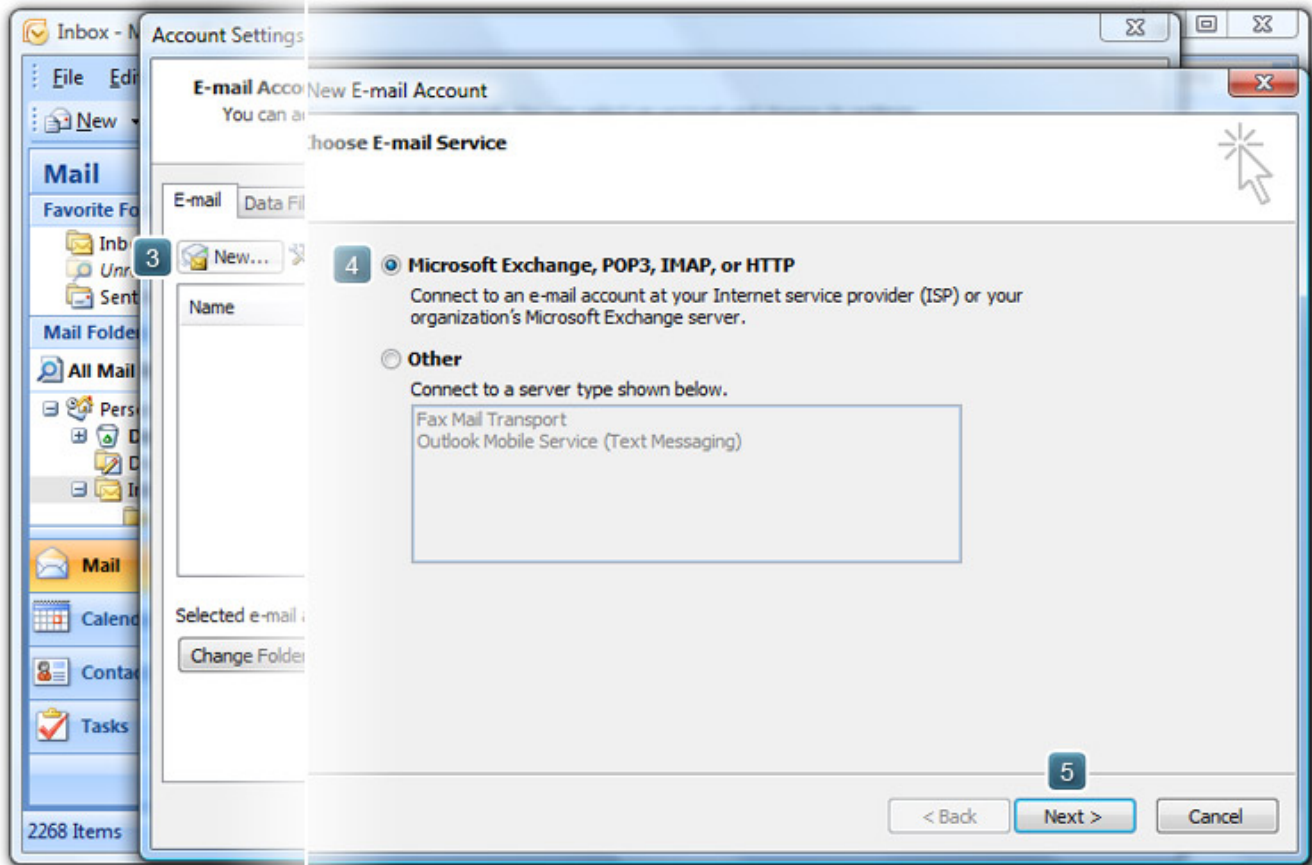 Inbox - M
File Edi
New
Mail
Favorite Fo
Inb
Unr
Sent
Mail Folde
All Mail
Perso
D
D
In
Mail
Calend
Contac
Tasks
2268 Items
Account Settings
E-mail Acco
You can a
E-mail
Data Fil
3
New...
Name
Selected e-mail a
Change Folder
New E-mail Account
hoose E-mail Service
4
Microsoft Exchange, POP3, IMAP, or HTTP
Connect to an e-mail account at your Internet service provider (ISP) or your
organization's Microsoft Exchange server.
Other
Connect to a server type shown below.
Fax Mail Transport
Outlook Mobile Service (Text Messaging)
5
< Back
Next >
Cancel